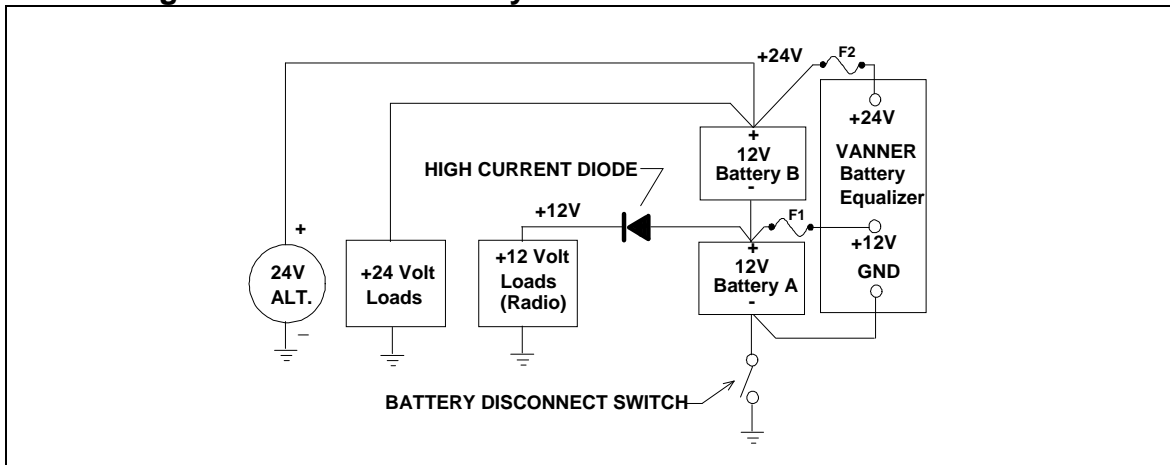 +24V
F2
+24V
VANNER
Battery
Equalizer
+
12V
Battery B
-
HIGH CURRENT DIODE
+12V
F1
+12V
GND
+
24V
ALT.
_
+24 Volt
Loads
+12 Volt
Loads
(Radio)
+
12V
Battery A
-
BATTERY DISCONNECT SWITCH